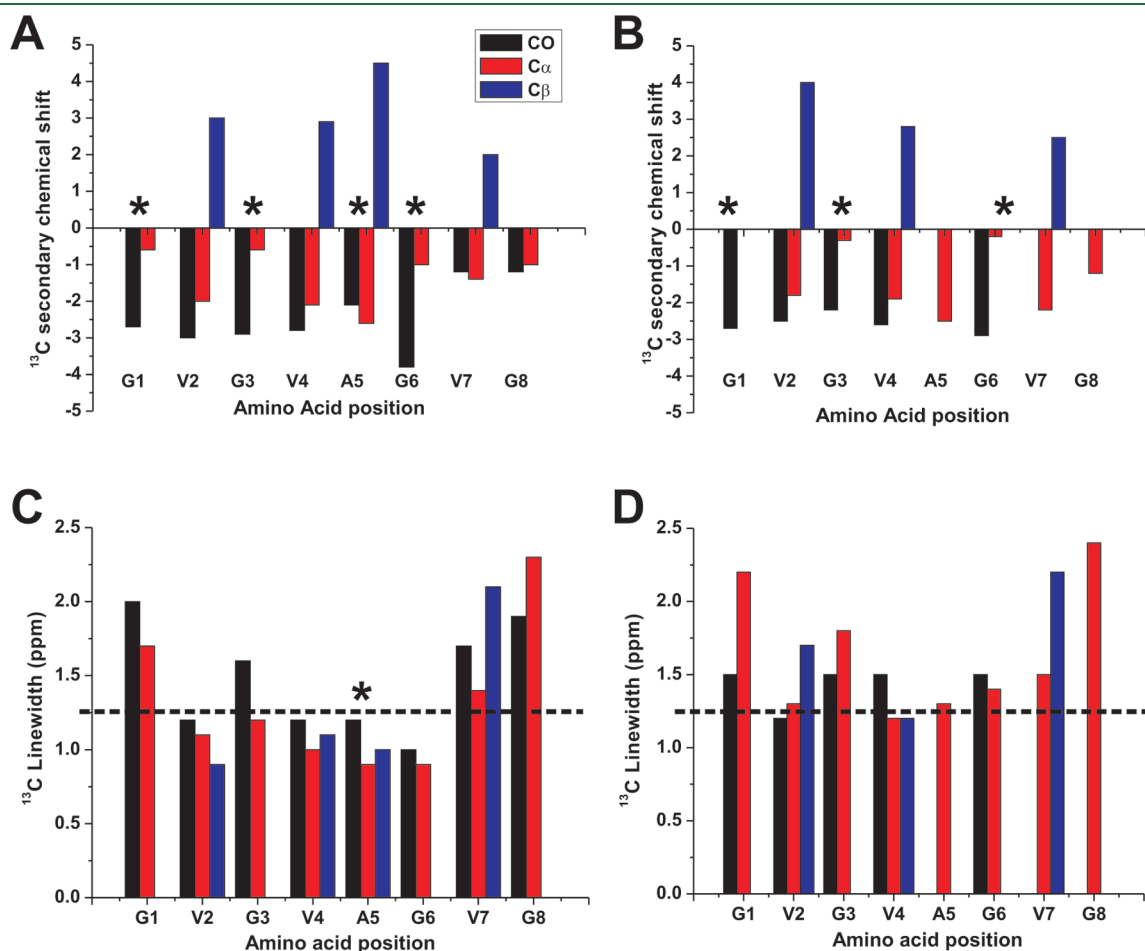 A
B
CO
Cα
Cβ
5
4
3
2
1
0
-1
-2
-3
-4
-5
13C secondary chemical shift
* * * *
G1 V2 G3 V4 A5 G6 V7 G8
Amino Acid position
5
4
3
2
1
0
-1
-2
-3
-4
-5
13C secondary chemical shift
* * *
G1 V2 G3 V4 A5 G6 V7 G8
Amino Acid position
C
2.5
2.0
1.5
1.0
0.5
0.0
13C Linewidth (ppm)
*
G1 V2 G3 V4 A5 G6 V7 G8
Amino acid position
D
2.5
2.0
1.5
1.0
0.5
0.0
13C Linewidth (ppm)
G1 V2 G3 V4 A5 G6 V7 G8
Amino acid position